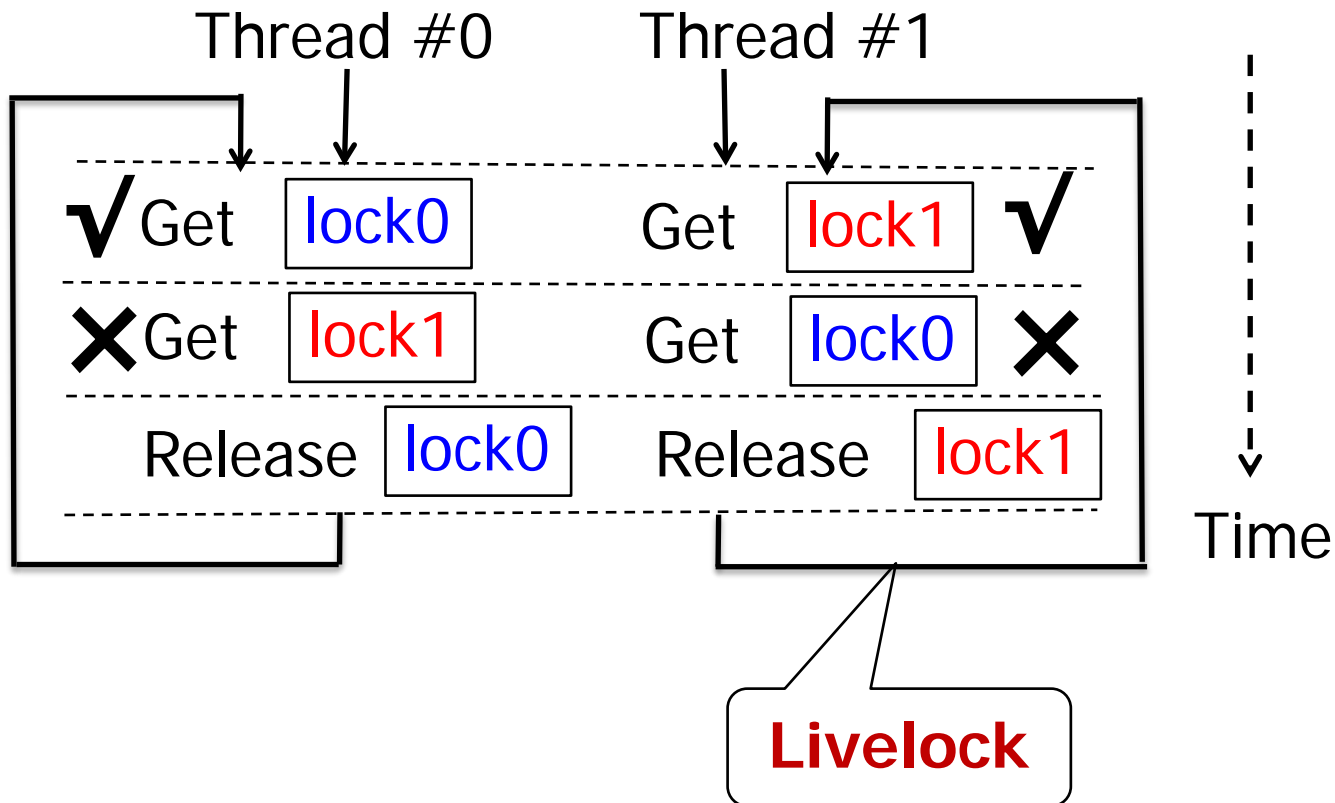 Thread #0 Thread #1
√ Get lock0 Get lock1 √
× Get lock1 Get lock0 ×
Release lock0 Release lock1
Time
Livelock